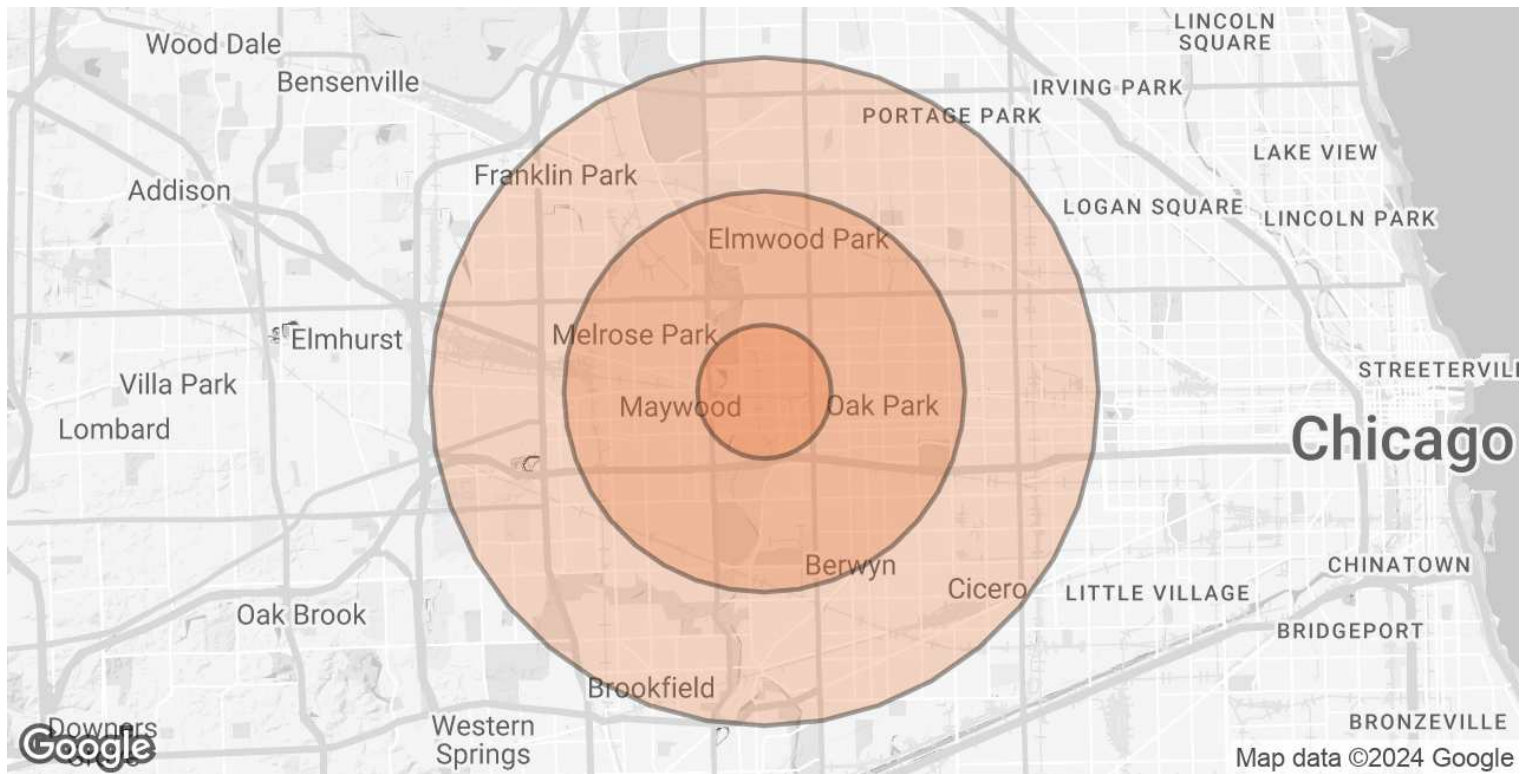 LINCOLN
SQUARE
Wood Dale
Bensenville
IRVING PARK
PORTAGE PARK
LAKE VIEW
Franklin Park
Addison
LOGAN SQUARE
LINCOLN PARK
Elmwood Park
Melrose Park
Elmhurst
STREETERVIL
Villa Park
Maywood
Oak Park
Lombard
Chicago
Berwyn
CHINATOWN
Cicero
LITTLE VILLAGE
Oak Brook
BRIDGEPORT
Brookfield
Western
Springs
BRONZEVILLE
Downers
Google
Map data ©2024 Google